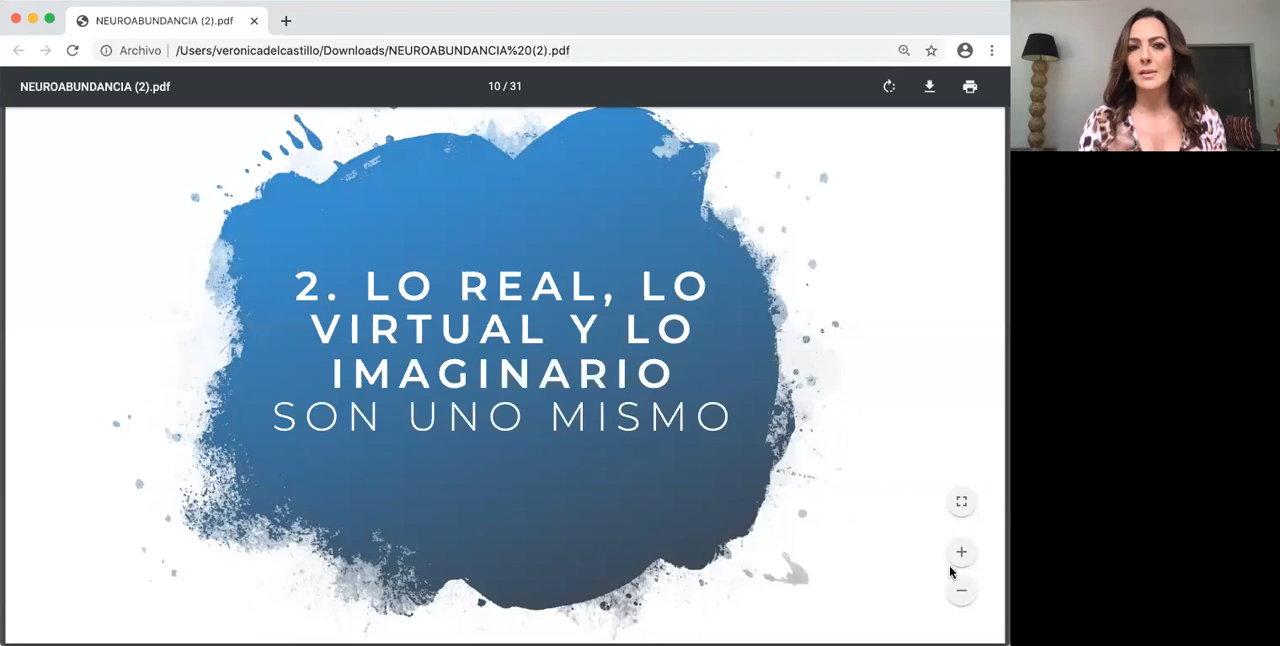 NEUROABUNDANCIA (2).pdf
Archivo /Users/veronicadelcastillo/Downloads/NEUROABUNDANCIA%20(2).pdf
NEUROABUNDANCIA (2).pdf 10 / 31
2. LO REAL, LO
VIRTUAL Y LO
IMAGINARIO
SON UNO MISMO